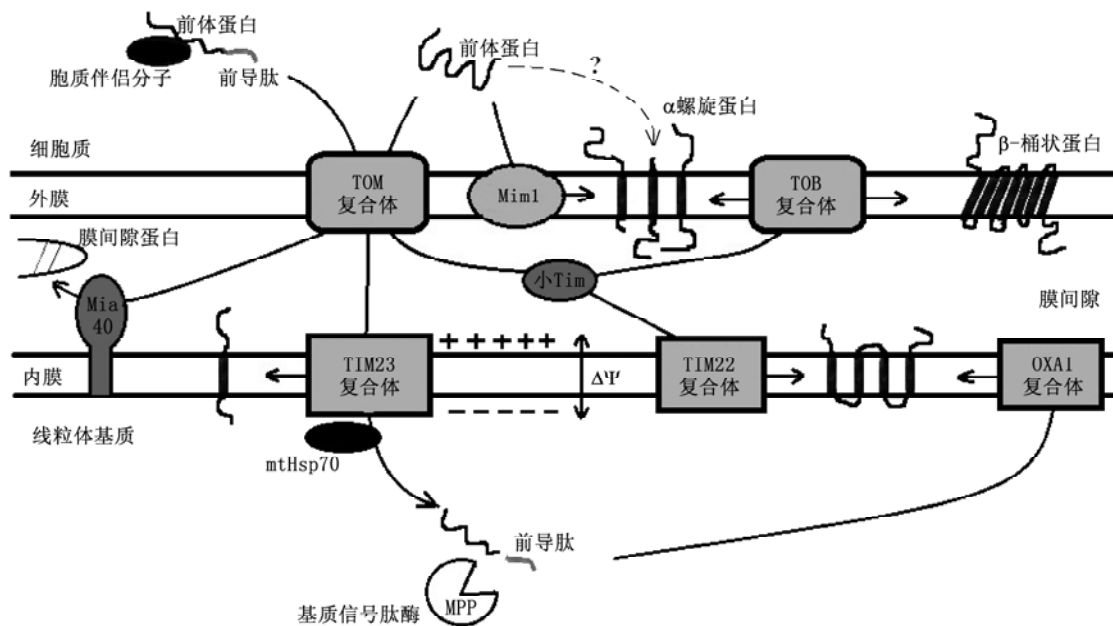 前体蛋白
胞质伴侣分子
前导肽
前体蛋白
?
α螺旋蛋白
β-桶状蛋白
细胞质
外膜
TOM
复合体
Mim1
TOB
复合体
膜间隙蛋白
Mia
40
小Tim
膜间隙
内膜
TIM23
复合体
+++++
ΔΨ
-----
TIM22
复合体
OXA1
复合体
线粒体基质
mtHsp70
前导肽
MPP
基质信号肽酶